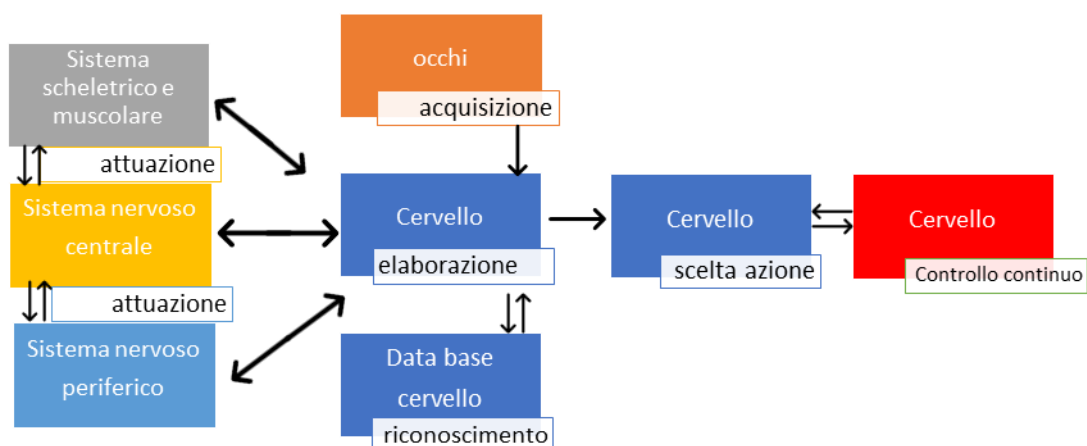 Sistema
scheletrico e
muscolare
attuazione
Sistema nervoso
centrale
attuazione
Sistema nervoso
periferico
occhi
acquisizione
Cervello
elaborazione
Data base
cervello
riconoscimento
Cervello
scelta azione
Cervello
Controllo continuo